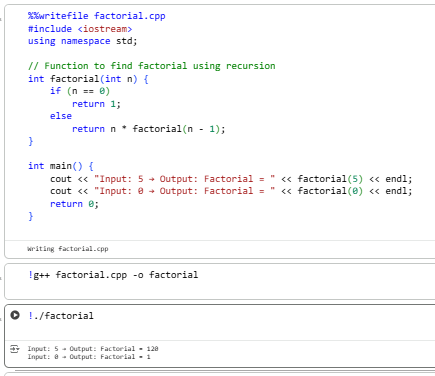 %%writefile factorial.cpp
#include <iostream>
using namespace std;
// Function to find factorial using recursion
int factorial(int n) {
if (n == 0)
return 1;
else
return n * factorial(n - 1);
}
int main() {
cout << "Input: 5 → Output: Factorial = " << factorial(5) << endl;
cout << "Input: 0 → Output: Factorial = " << factorial(0) << endl;
return 0;
}
Writing factorial.cpp
!g++ factorial.cpp -o factorial
!./factorial
Input: 5 → Output: Factorial = 120
Input: 0 → Output: Factorial = 1